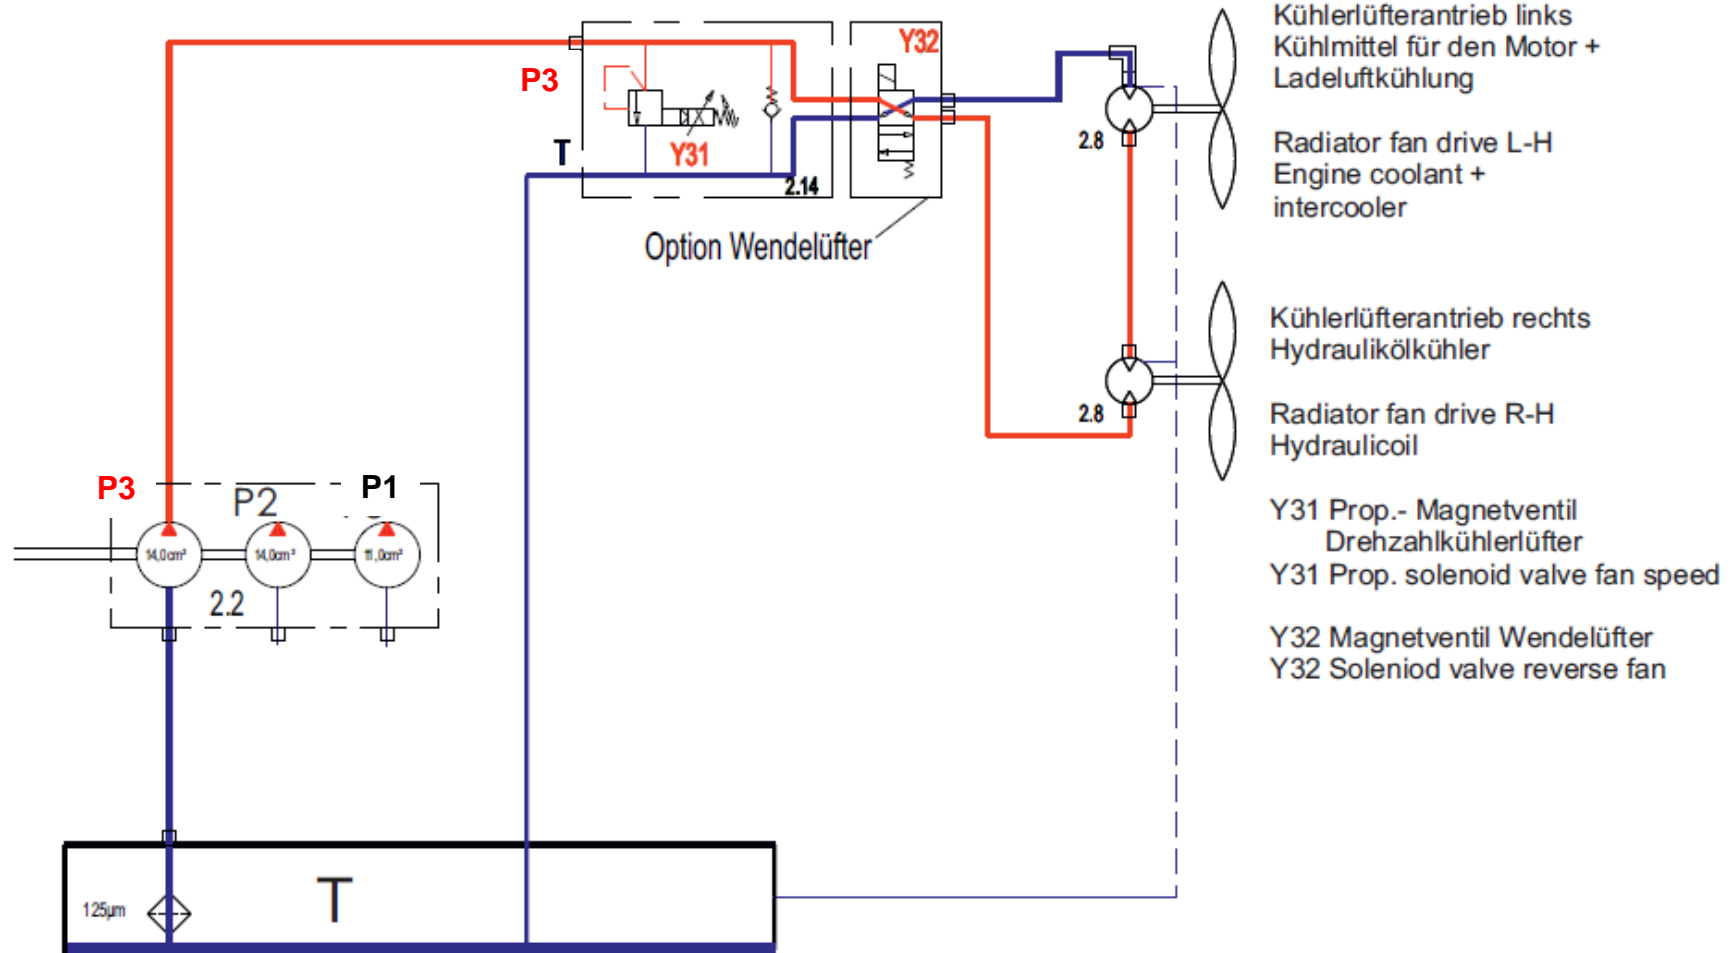 Kühlerlüfterantrieb links
Kühlmittel für den Motor +
Ladeluftkühlung
Radiator fan drive L-H
Engine coolant +
intercooler
Kühlerlüfterantrieb rechts
Hydraulikölkühler
Radiator fan drive R-H
Hydraulicoil
Y31 Prop.- Magnetventil
Drehzahlkühlerlüfter
Y31 Prop. solenoid valve fan speed
Y32 Magnetventil Wendelüfter
Y32 Soleniod valve reverse fan
P3
T
Y31
2.14
Y32
Option Wendelüfter
2.8
2.8
P3
P2
P1
14,0cm³
14,0cm³
11,0cm³
2.2
125µm
T